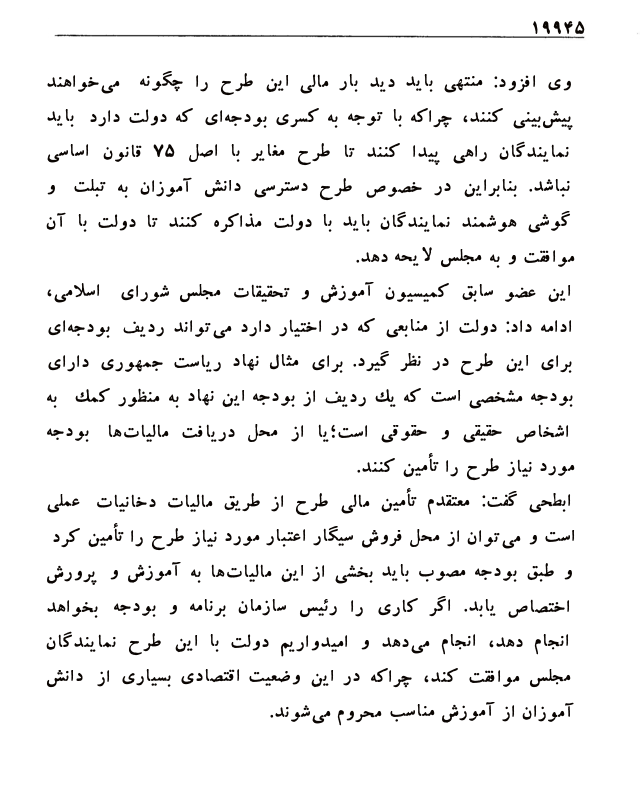 ۱۹۹۴۵
وی افزود: منتهی باید دید بار مالی این طرح را چگونه می‌خواهند
پیش‌بینی کنند، چراکه با توجه به کسری بودجه‌ای که دولت دارد باید
نمایندگان راهی پیدا کنند تا طرح مغایر با اصل ۷۵ قانون اساسی
نباشد. بنابراین در خصوص طرح دسترسی دانش آموزان به تبلت و
گوشی هوشمند نمایندگان باید با دولت مذاکره کنند تا دولت با آن
موافقت و به مجلس لایحه دهد.
این عضو سابق کمیسیون آموزش و تحقیقات مجلس شورای اسلامی،
ادامه داد: دولت از منابعی که در اختیار دارد می‌تواند ردیف بودجه‌ای
برای این طرح در نظر گیرد. برای مثال نهاد ریاست جمهوری دارای
بودجه مشخصی است که یك ردیف از بودجه این نهاد به منظور کمك به
اشخاص حقیقی و حقوقی است؛یا از محل دریافت مالیات‌ها بودجه
مورد نیاز طرح را تأمین کنند.
ابطحی گفت: معتقدم تأمین مالی طرح از طریق مالیات دخانیات عملی
است و می‌توان از محل فروش سیگار اعتبار مورد نیاز طرح را تأمین کرد
و طبق بودجه مصوب باید بخشی از این مالیات‌ها به آموزش و پرورش
اختصاص یابد. اگر کاری را رئیس سازمان برنامه و بودجه بخواهد
انجام دهد، انجام می‌دهد و امیدواریم دولت با این طرح نمایندگان
مجلس موافقت کند، چراکه در این وضعیت اقتصادی بسیاری از دانش
آموزان از آموزش مناسب محروم می‌شوند.